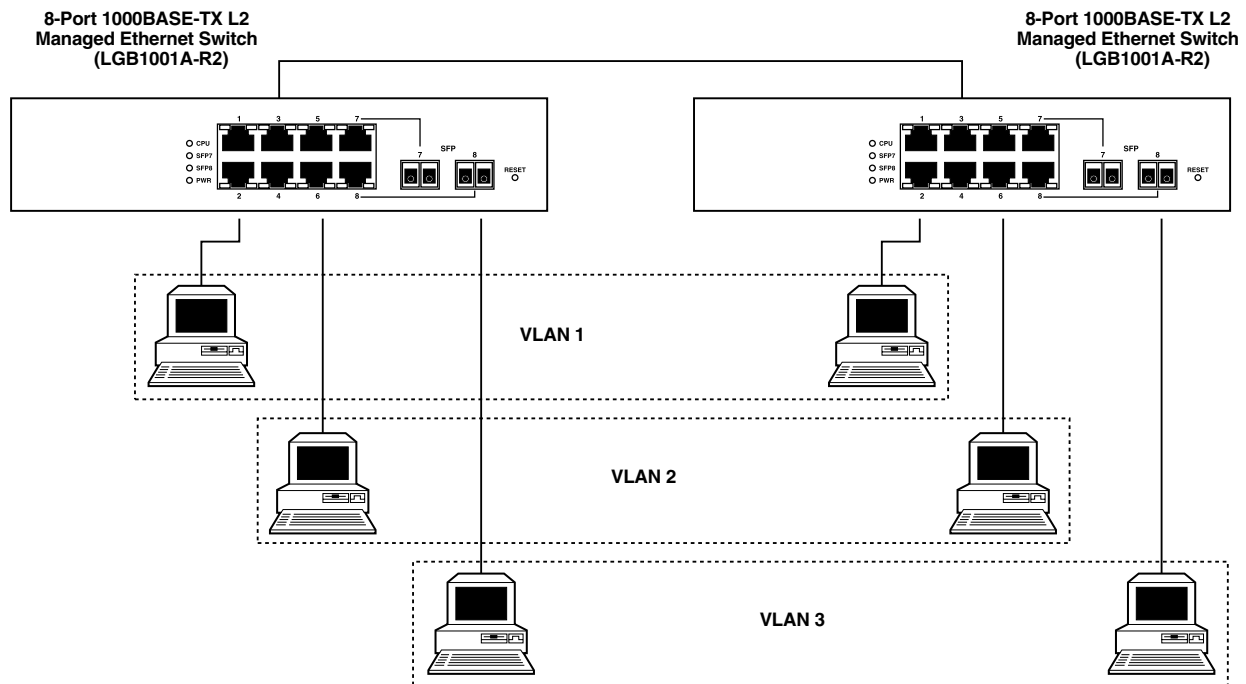 8-Port 1000BASE-TX L2
Managed Ethernet Switch
(LGB1001A-R2)
8-Port 1000BASE-TX L2
Managed Ethernet Switch
(LGB1001A-R2)
1 3 5 7
CPU
SFP7
SFP8
PWR
7 SFP 8
RESET
2 4 6 8
1 3 5 7
CPU
SFP7
SFP8
PWR
7 SFP 8
RESET
2 4 6 8
VLAN 1
VLAN 2
VLAN 3